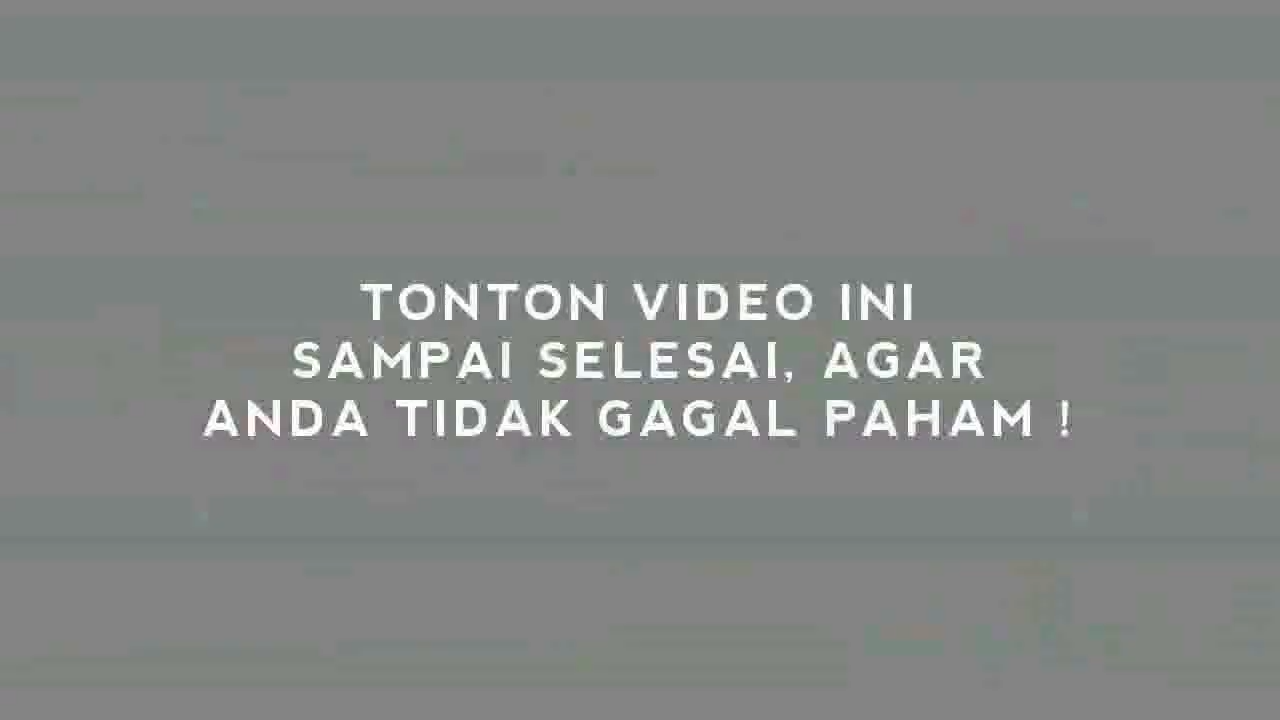 TONTON VIDEO INI
SAMPAI SELESAI, AGAR
ANDA TIDAK GAGAL PAHAM !